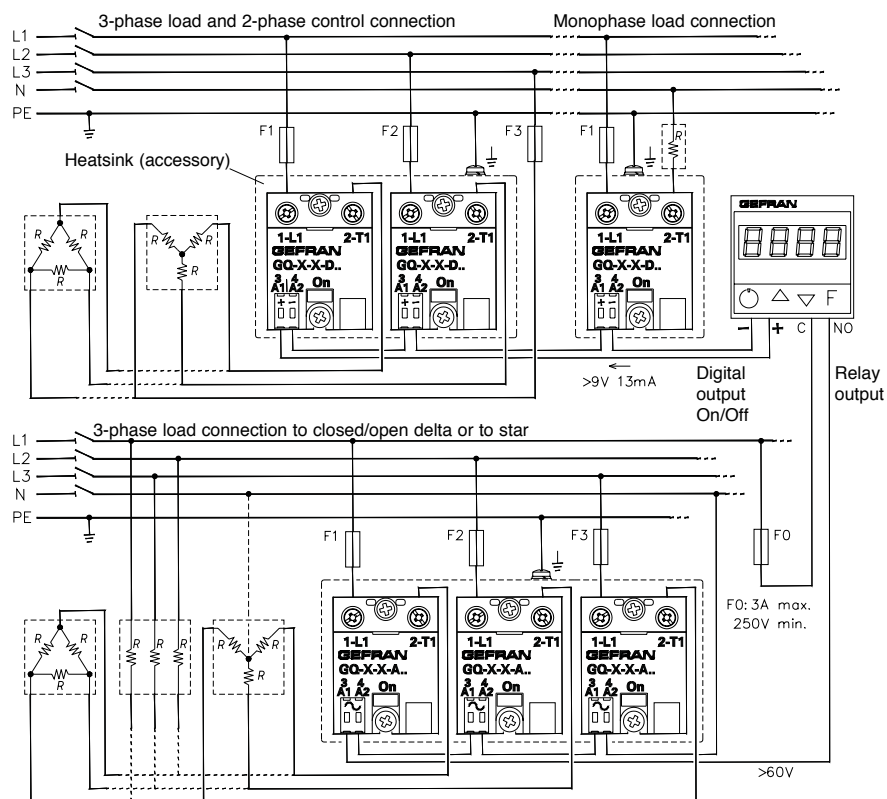 3-phase load and 2-phase control connection
Monophase load connection
L1
L2
L3
N
PE
F1
F2
F3
F1
R
Heatsink (accessory)
1-L1 2-T1
GEFRAN
GQ-X-X-D..
3 4
A1 A2 On
+ −
1-L1 2-T1
GEFRAN
GQ-X-X-D..
3 4
A1 A2 On
+ −
1-L1 2-T1
GEFRAN
GQ-X-X-D..
3 4
A1 A2 On
+ −
GEFRAN
8888
F
− + C NO
R R
R
R R
R
>9V 13mA
Digital
output
On/Off
Relay
output
3-phase load connection to closed/open delta or to star
L1
L2
L3
N
PE
F1
F2
F3
F0
F0: 3A max.
250V min.
R R
R
R R R
R R
R
1-L1 2-T1
GEFRAN
GQ-X-X-A..
3 4
A1 A2 On
1-L1 2-T1
GEFRAN
GQ-X-X-A..
3 4
A1 A2 On
1-L1 2-T1
GEFRAN
GQ-X-X-A..
3 4
A1 A2 On
>60V